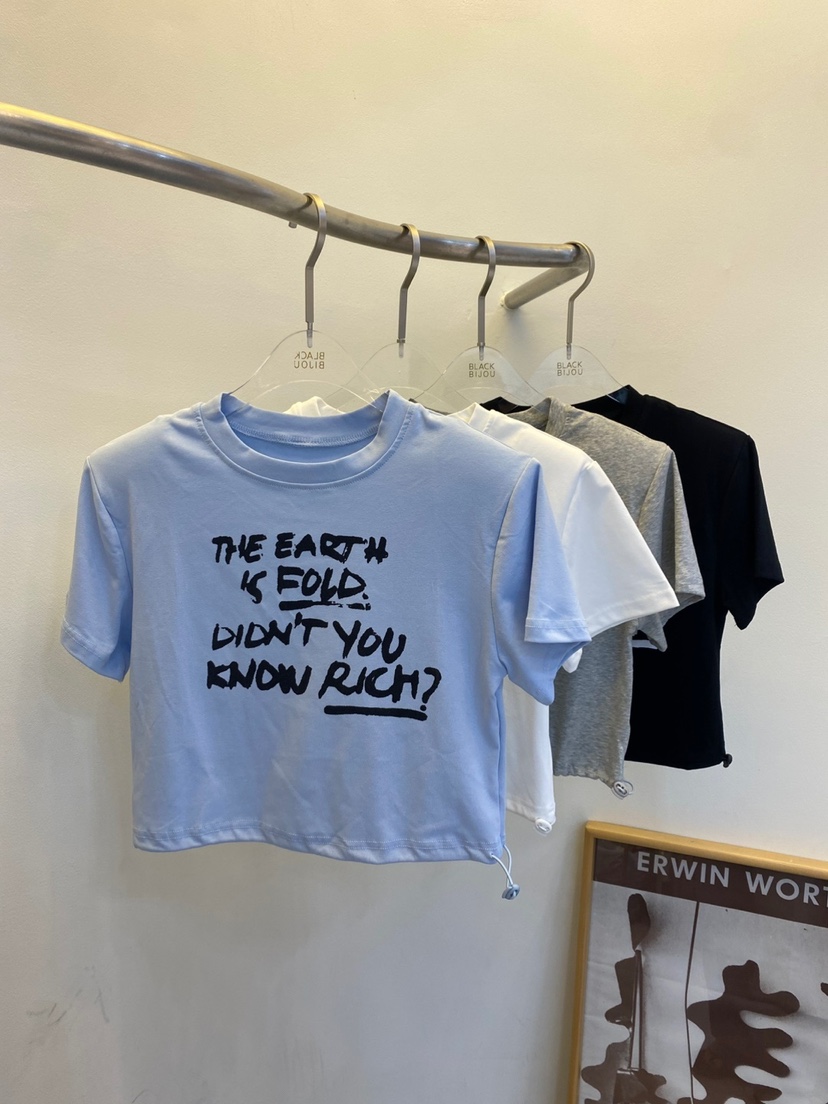 BLACK
BIJOU
BLACK
BIJOU
BLACK
BIJOU
THE EARTH
IS FOLD.
DIDN'T YOU
KNOW RICH?
ERWIN WORT